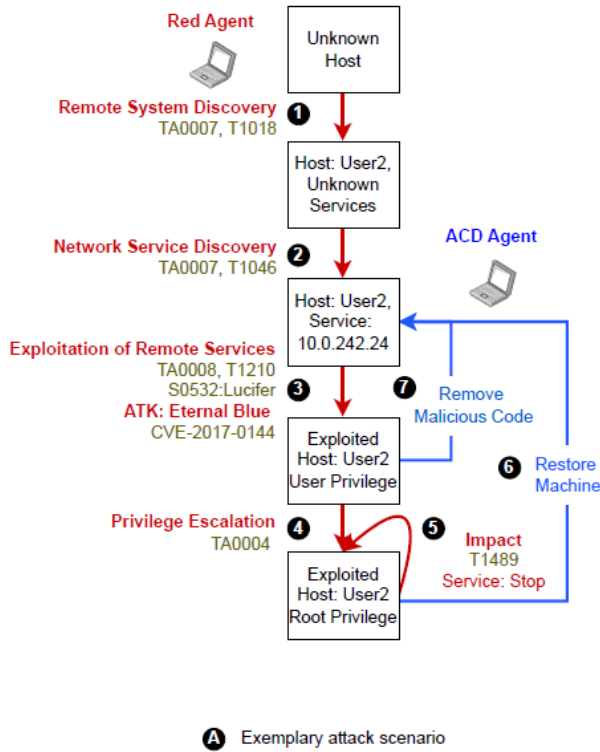 Red Agent
Unknown
Host
Remote System Discovery
1
TA0007, T1018
Host: User2,
Unknown
Services
ACD Agent
Network Service Discovery
2
TA0007, T1046
Host: User2,
Service:
10.0.242.24
Exploitation of Remote Services
TA0008, T1210
S0532:Lucifer
3
ATK: Eternal Blue
CVE-2017-0144
7
Remove
Malicious Code
Exploited
Host: User2
User Privilege
6
Restore
Machine
Privilege Escalation
4
TA0004
5
Impact
T1489
Service: Stop
Exploited
Host: User2
Root Privilege
A Exemplary attack scenario